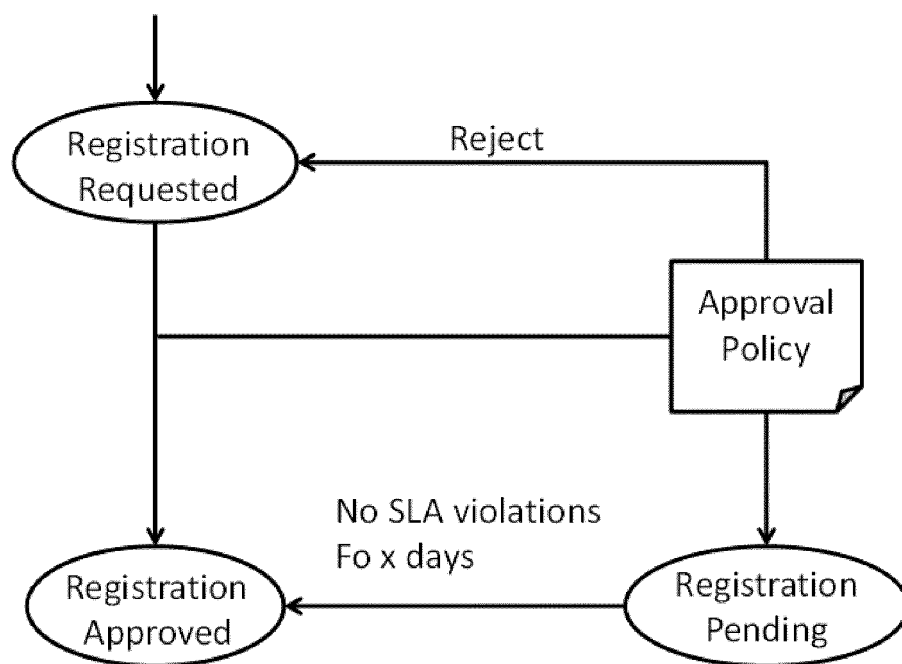 Registration
Requested
Reject
Approval
Policy
No SLA violations
Fo x days
Registration
Approved
Registration
Pending